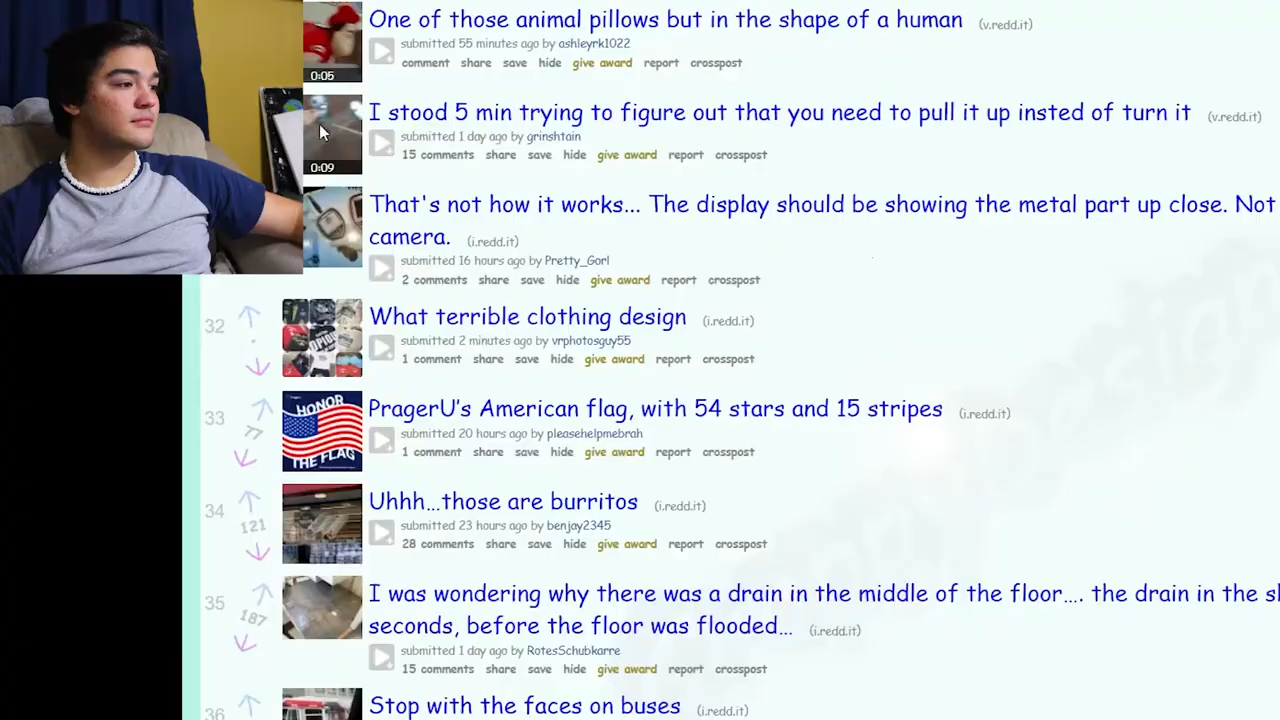 One of those animal pillows but in the shape of a human (v.redd.it)
submitted 55 minutes ago by ashleyrk1022
comment share save hide give award report crosspost
0:05
I stood 5 min trying to figure out that you need to pull it up insted of turn it (v.redd.it)
submitted 1 day ago by grinshtain
15 comments share save hide give award report crosspost
0:09
That's not how it works... The display should be showing the metal part up close. Not
camera. (i.redd.it)
submitted 16 hours ago by Pretty_Gorl
2 comments share save hide give award report crosspost
32
What terrible clothing design (i.redd.it)
submitted 2 minutes ago by vrphotosguy55
1 comment share save hide give award report crosspost
33
77
HONOR
THE FLAG
PragerU's American flag, with 54 stars and 15 stripes (i.redd.it)
submitted 20 hours ago by pleasehelpmebrah
1 comment share save hide give award report crosspost
34
121
Uhhh...those are burritos (i.redd.it)
submitted 23 hours ago by benjay2345
28 comments share save hide give award report crosspost
35
187
I was wondering why there was a drain in the middle of the floor.... the drain in the
seconds, before the floor was flooded... (i.redd.it)
submitted 1 day ago by RotesSchubkarre
15 comments share save hide give award report crosspost
36
Stop with the faces on buses (i.redd.it)